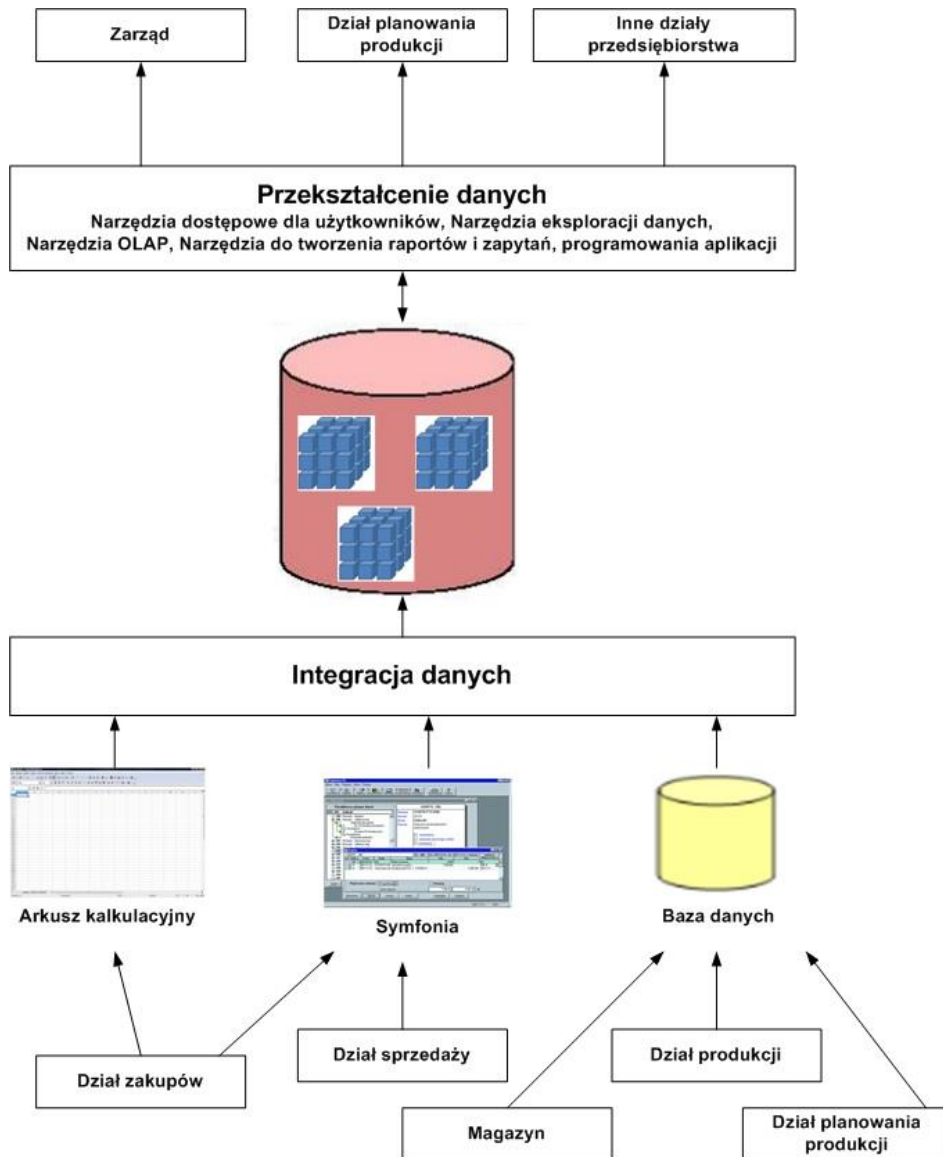 Zarząd
Dział planowania
produkcji
Inne działy
przedsiębiorstwa
Przekształcenie danych
Narzędzia dostępowe dla użytkowników, Narzędzia eksploracji danych,
Narzędzia OLAP, Narzędzia do tworzenia raportów i zapytań, programowania aplikacji
Integracja danych
Arkusz kalkulacyjny
Symfonia
Baza danych
Dział zakupów
Dział sprzedaży
Dział produkcji
Magazyn
Dział planowania
produkcji